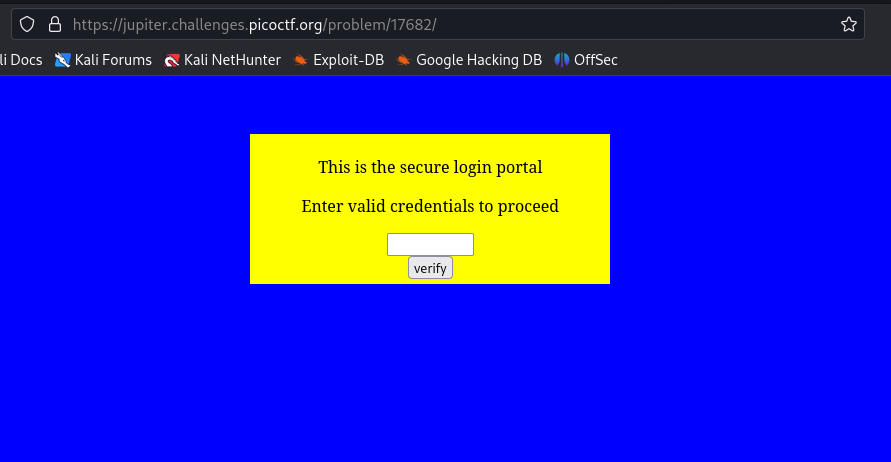 https://jupiter.challenges.picoctf.org/problem/17682/
li Docs Kali Forums Kali NetHunter Exploit-DB Google Hacking DB OffSec
This is the secure login portal
Enter valid credentials to proceed
verify